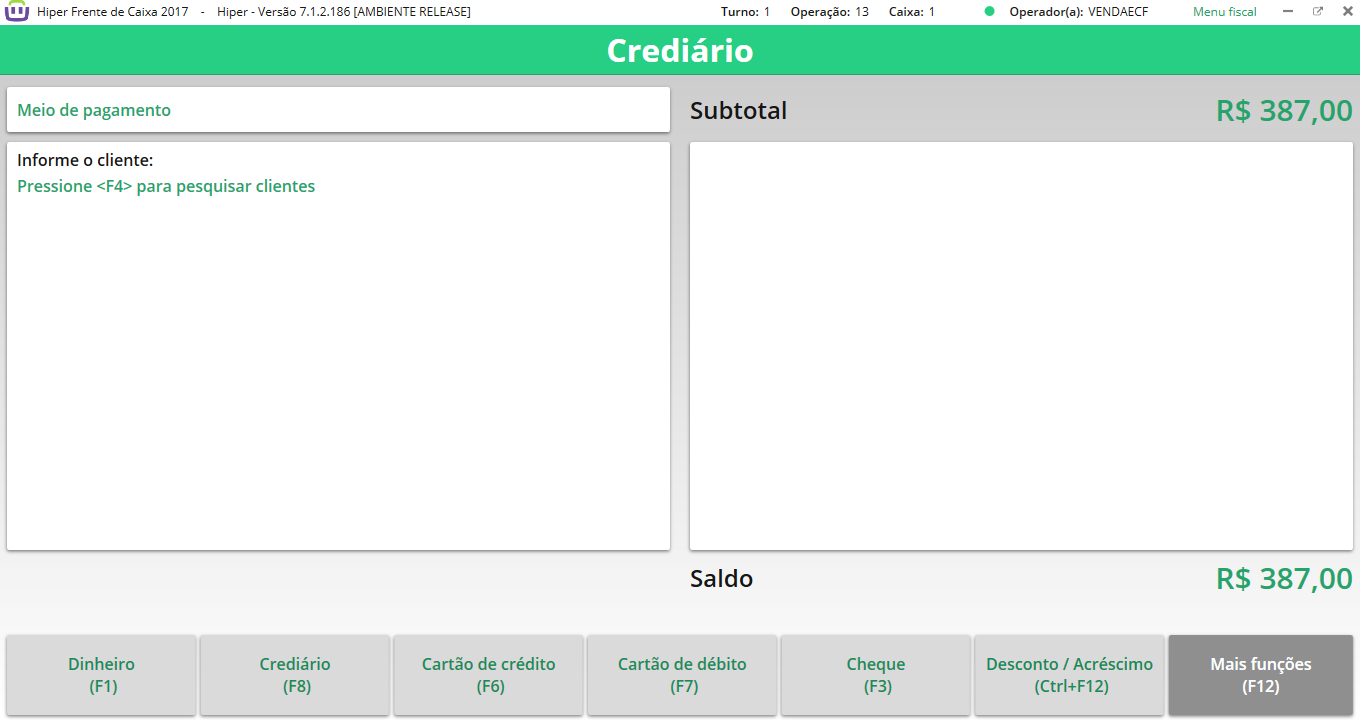 Hiper Frente de Caixa 2017 - Hiper - Versão 7.1.2.186 [AMBIENTE RELEASE] Turno: 1 Operação: 13 Caixa: 1 Operador(a): VENDAECF Menu fiscal
Crediário
Meio de pagamento
Subtotal R$ 387,00
Informe o cliente:
Pressione <F4> para pesquisar clientes
Saldo R$ 387,00
Dinheiro
(F1)
Crediário
(F8)
Cartão de crédito
(F6)
Cartão de débito
(F7)
Cheque
(F3)
Desconto / Acréscimo
(Ctrl+F12)
Mais funções
(F12)